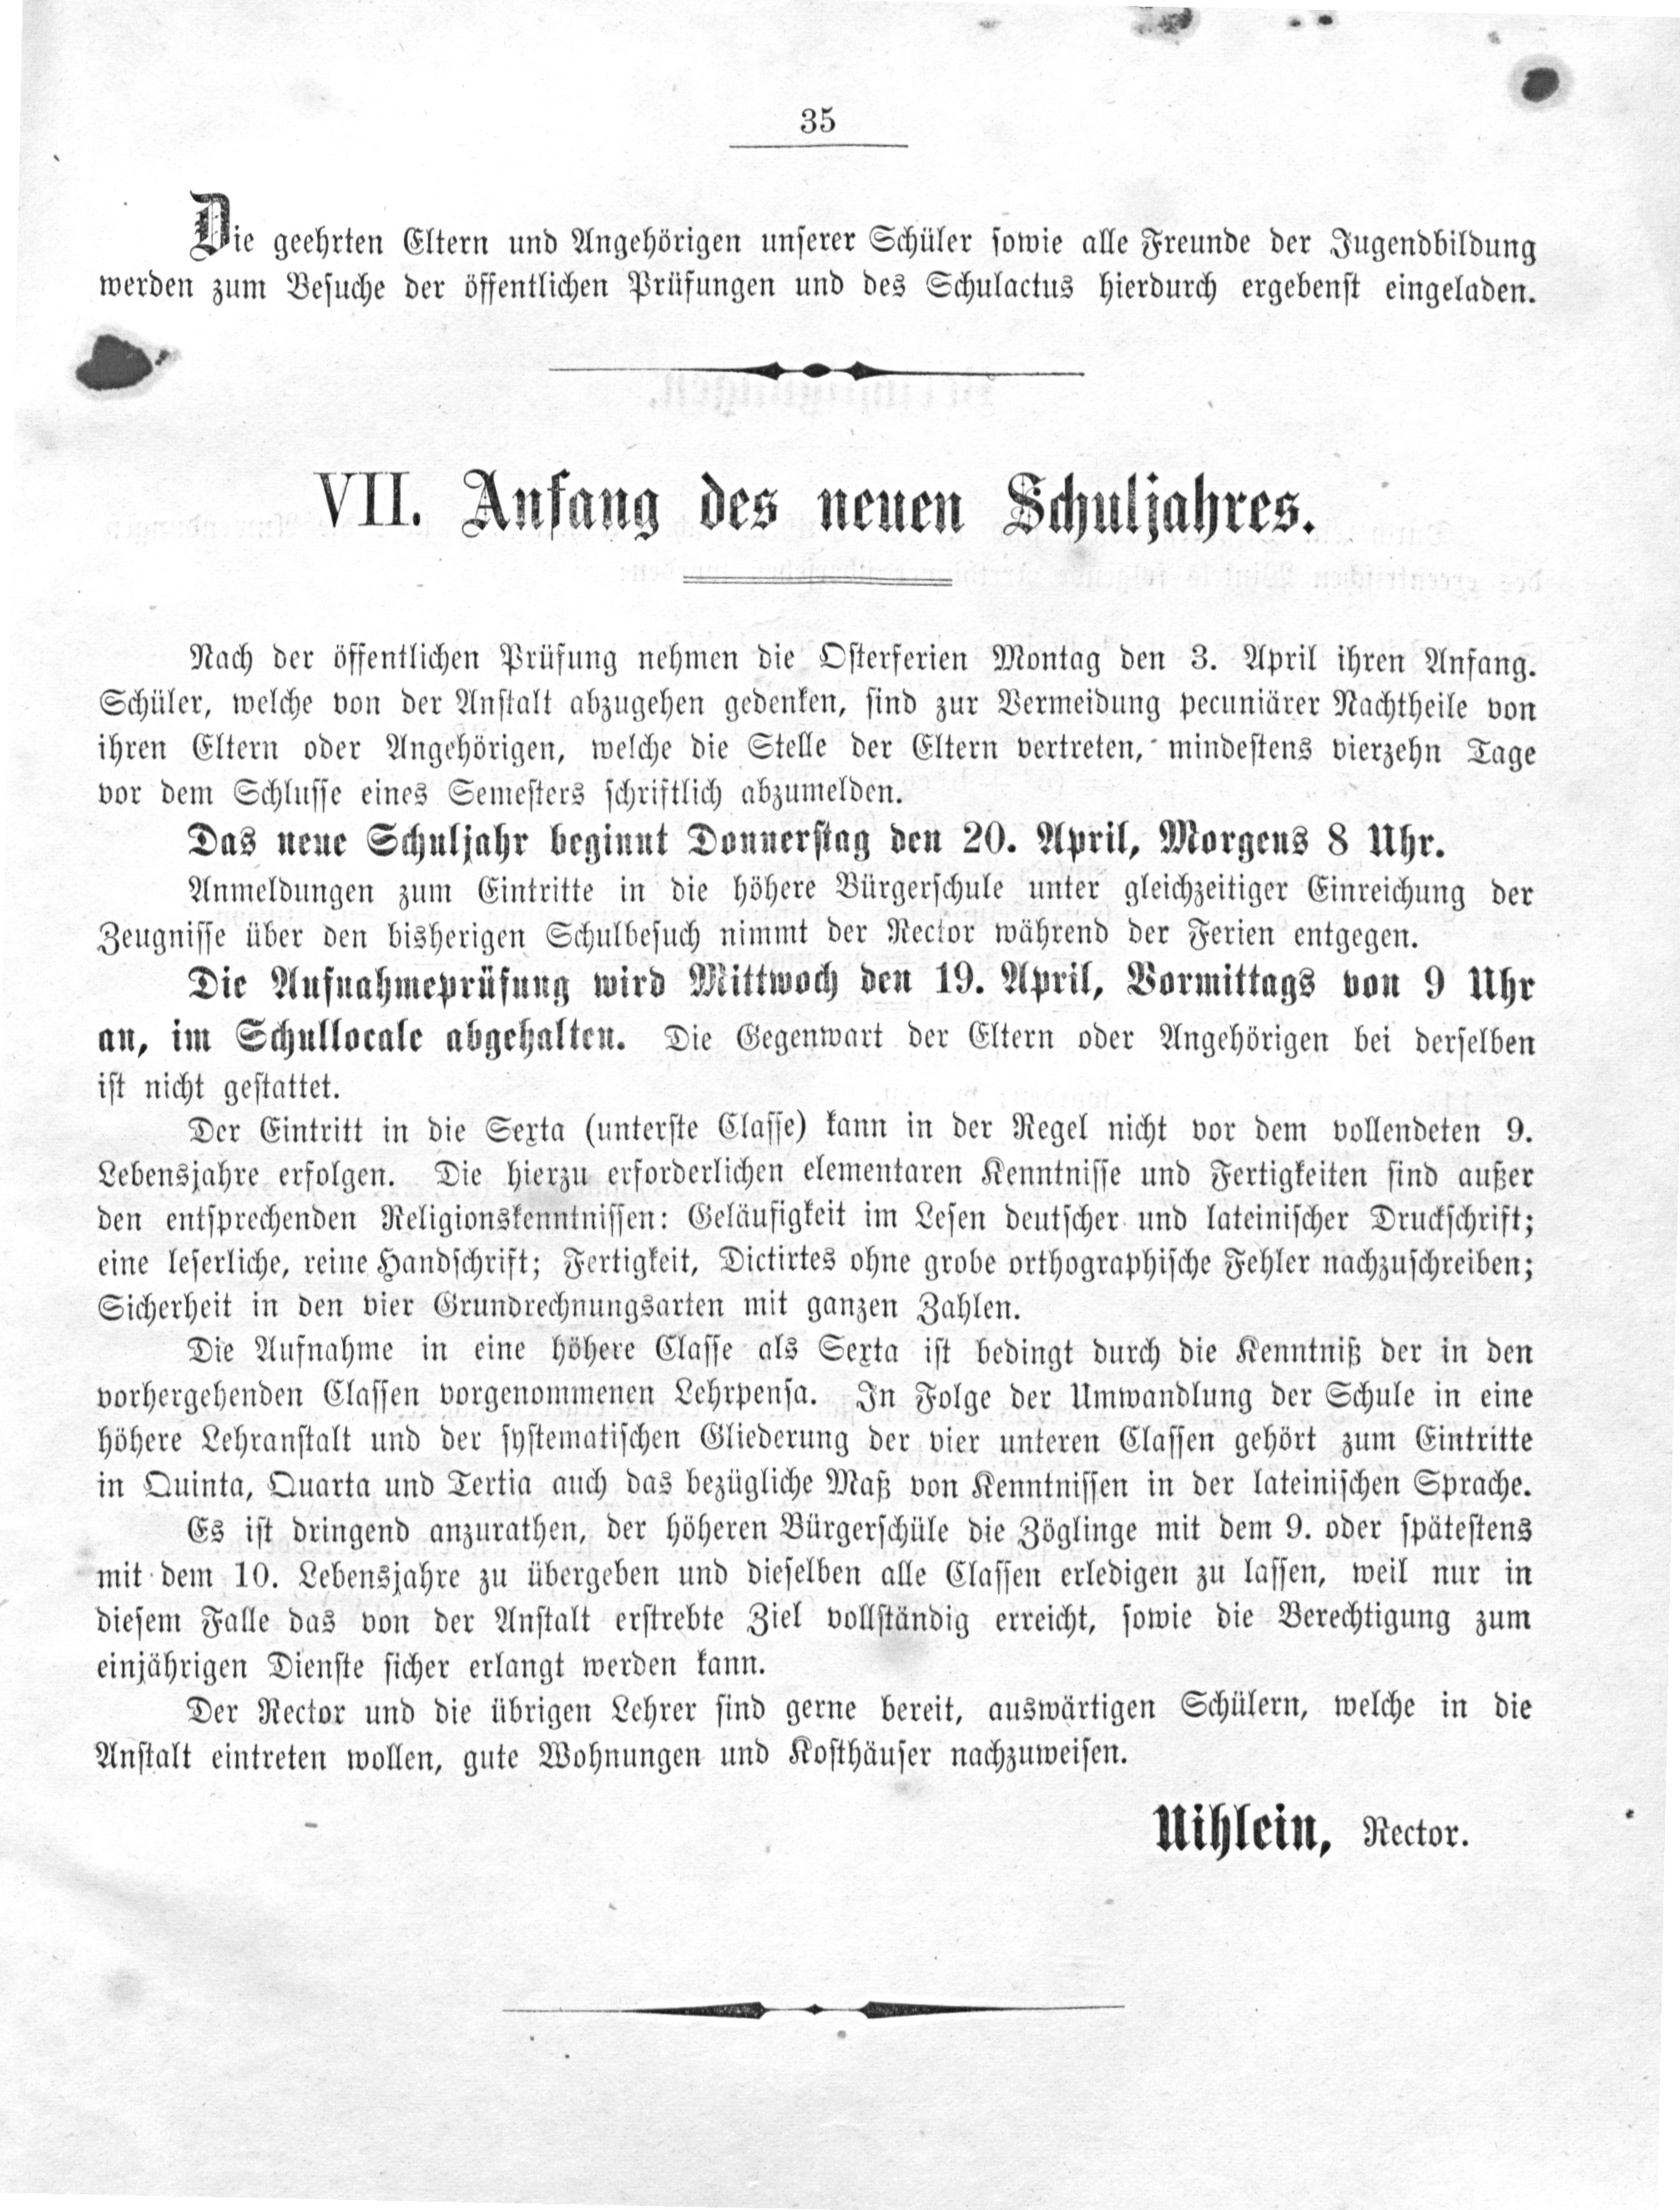 35
Die geehrten Eltern und Angehörigen unserer Schüler sowie alle Freunde der Jugendbildung
werden zum Besuche der öffentlichen Prüfungen und des Schulactus hierdurch ergebenst eingeladen.
VII. Anfang des neuen Schuljahres.
Nach der öffentlichen Prüfung nehmen die Osterferien Montag den 3. April ihren Anfang.
Schüler, welche von der Anstalt abzugehen gedenken, sind zur Vermeidung pecuniärer Nachtheile von
ihren Eltern oder Angehörigen, welche die Stelle der Eltern vertreten, mindestens vierzehn Tage
vor dem Schlusse eines Semesters schriftlich abzumelden.
Das neue Schuljahr beginnt Donnerstag den 20. April, Morgens 8 Uhr.
Anmeldungen zum Eintritte in die höhere Bürgerschule unter gleichzeitiger Einreichung der
Zeugnisse über den bisherigen Schulbesuch nimmt der Rector während der Ferien entgegen.
Die Aufnahmeprüfung wird Mittwoch den 19. April, Vormittags von 9 Uhr
an, im Schullocale abgehalten. Die Gegenwart der Eltern oder Angehörigen bei derselben
ist nicht gestattet.
Der Eintritt in die Sexta (unterste Classe) kann in der Regel nicht vor dem vollendeten 9.
Lebensjahre erfolgen. Die hierzu erforderlichen elementaren Kenntnisse und Fertigkeiten sind außer
den entsprechenden Religionskenntnissen: Geläufigkeit im Lesen deutscher und lateinischer Druckschrift;
eine leserliche, reine Handschrift; Fertigkeit, Dictirtes ohne grobe orthographische Fehler nachzuschreiben;
Sicherheit in den vier Grundrechnungsarten mit ganzen Zahlen.
Die Aufnahme in eine höhere Classe als Sexta ist bedingt durch die Kenntniß der in den
vorhergehenden Classen vorgenommenen Lehrpensa. In Folge der Umwandlung der Schule in eine
höhere Lehranstalt und der systematischen Gliederung der vier unteren Classen gehört zum Eintritte
in Quinta, Quarta und Tertia auch das bezügliche Maß von Kenntnissen in der lateinischen Sprache.
Es ist dringend anzurathen, der höheren Bürgerschüle die Zöglinge mit dem 9. oder spätestens
mit dem 10. Lebensjahre zu übergeben und dieselben alle Classen erledigen zu lassen, weil nur in
diesem Falle das von der Anstalt erstrebte Ziel vollständig erreicht, sowie die Berechtigung zum
einjährigen Dienste sicher erlangt werden kann.
Der Rector und die übrigen Lehrer sind gerne bereit, auswärtigen Schülern, welche in die
Anstalt eintreten wollen, gute Wohnungen und Kosthäuser nachzuweisen.
Uihlein, Rector.